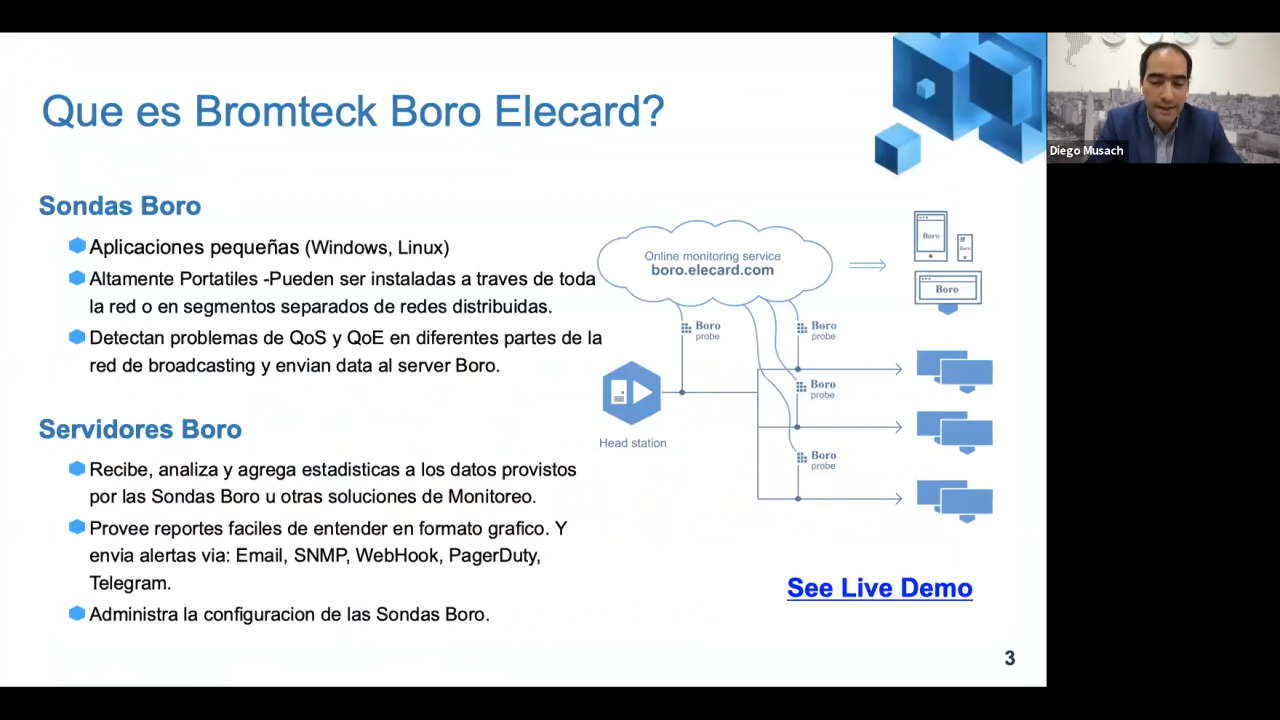 Que es Bromteck Boro Elecard?
Diego Musach
Sondas Boro
Aplicaciones pequeñas (Windows, Linux)
Altamente Portatiles -Pueden ser instaladas a traves de toda
la red o en segmentos separados de redes distribuidas.
Detectan problemas de QoS y QoE en diferentes partes de la
red de broadcasting y envian data al server Boro.
Servidores Boro
Recibe, analiza y agrega estadisticas a los datos provistos
por las Sondas Boro u otras soluciones de Monitoreo.
Provee reportes faciles de entender en formato grafico. Y
envia alertas via: Email, SNMP, WebHook, PagerDuty,
Telegram.
Administra la configuracion de las Sondas Boro.
Online monitoring service
boro.elecard.com
Boro
Boro
Boro
Boro
probe
Boro
probe
Boro
probe
Boro
probe
Head station
See Live Demo
3